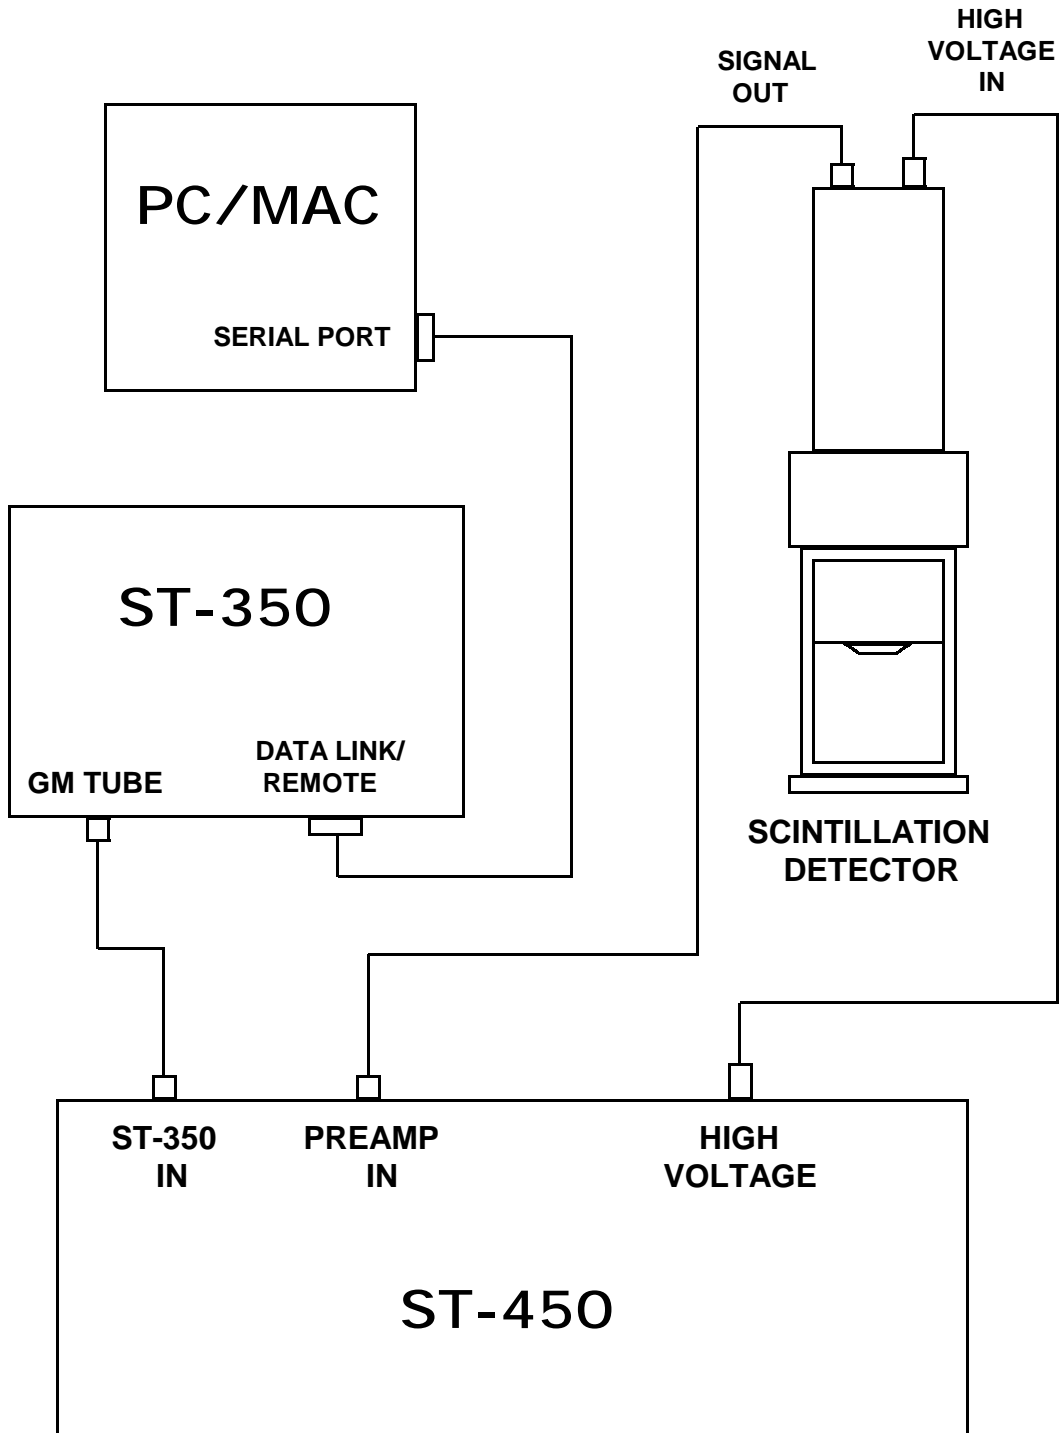 HIGH
VOLTAGE
IN
SIGNAL
OUT
PC/MAC
SERIAL PORT
ST-350
GM TUBE
DATA LINK/
REMOTE
SCINTILLATION
DETECTOR
ST-350
IN
PREAMP
IN
HIGH
VOLTAGE
ST-450